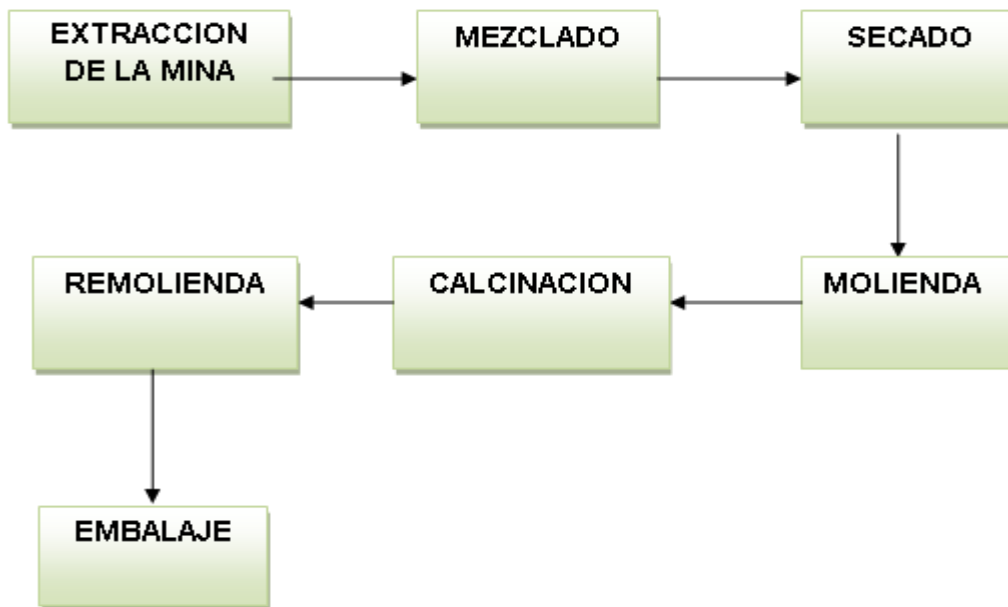 EXTRACCION
DE LA MINA
MEZCLADO
SECADO
MOLIENDA
CALCINACION
REMOLIENDA
EMBALAJE